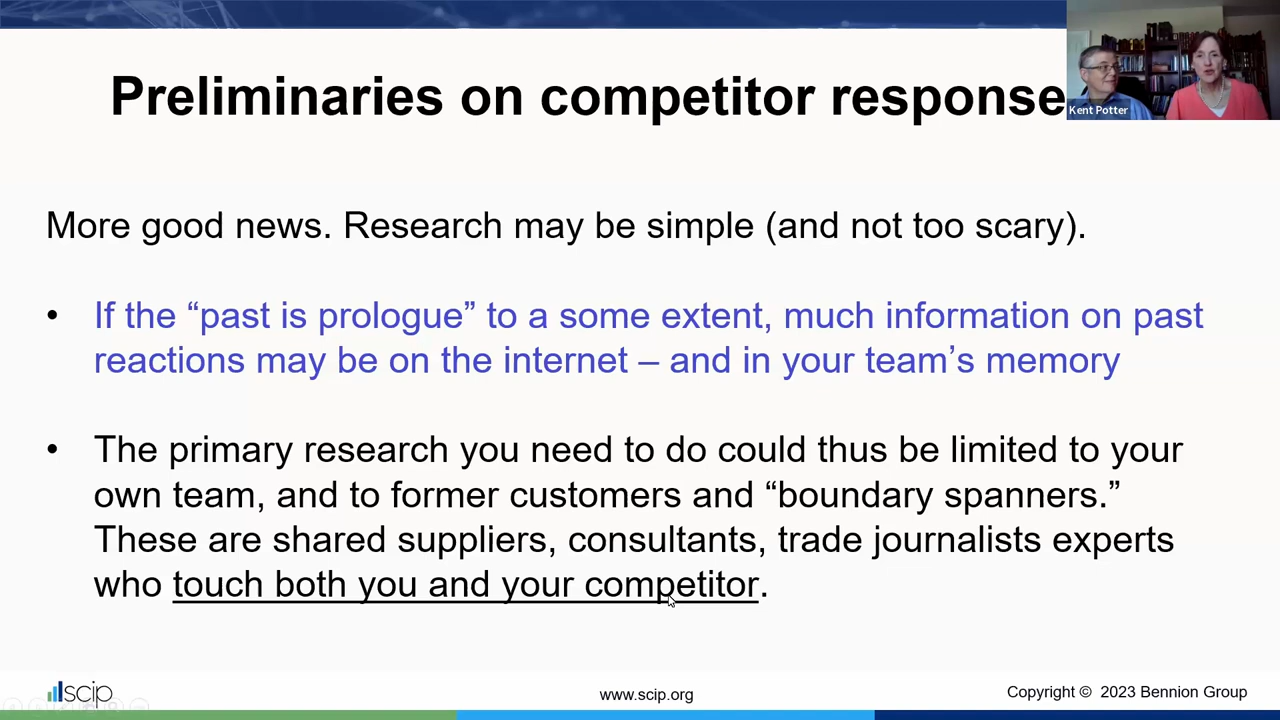 Preliminaries on competitor response
Kent Potter
More good news. Research may be simple (and not too scary).
• If the “past is prologue” to a some extent, much information on past
reactions may be on the internet – and in your team’s memory
• The primary research you need to do could thus be limited to your
own team, and to former customers and “boundary spanners.”
These are shared suppliers, consultants, trade journalists experts
who touch both you and your competitor.
scip
www.scip.org
Copyright © 2023 Bennion Group